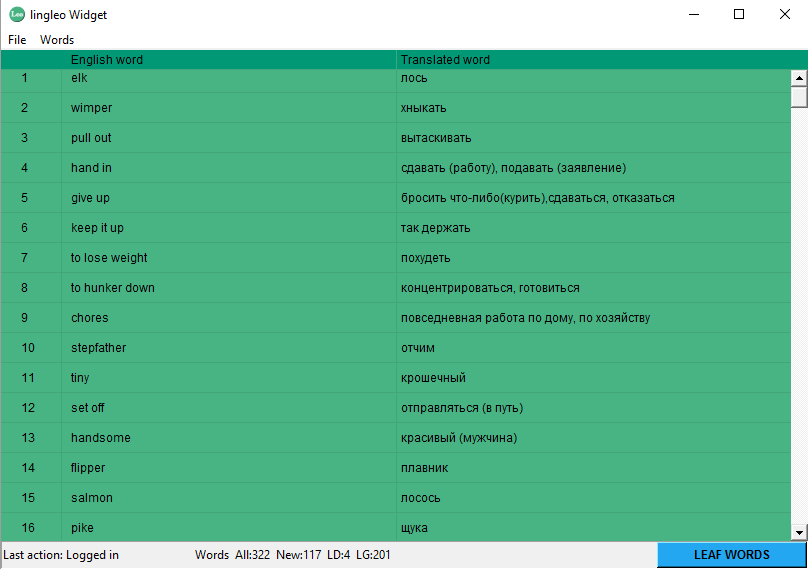 Leo lingleo Widget
File Words
English word Translated word
1 elk лось
2 wimper хныкать
3 pull out вытаскивать
4 hand in сдавать (работу), подавать (заявление)
5 give up бросить что-либо(курить),сдаваться, отказаться
6 keep it up так держать
7 to lose weight похудеть
8 to hunker down концентрироваться, готовиться
9 chores повседневная работа по дому, по хозяйству
10 stepfather отчим
11 tiny крошечный
12 set off отправляться (в путь)
13 handsome красивый (мужчина)
14 flipper плавник
15 salmon лосось
16 pike щука
Last action: Logged in Words All:322 New:117 LD:4 LG:201 LEAF WORDS